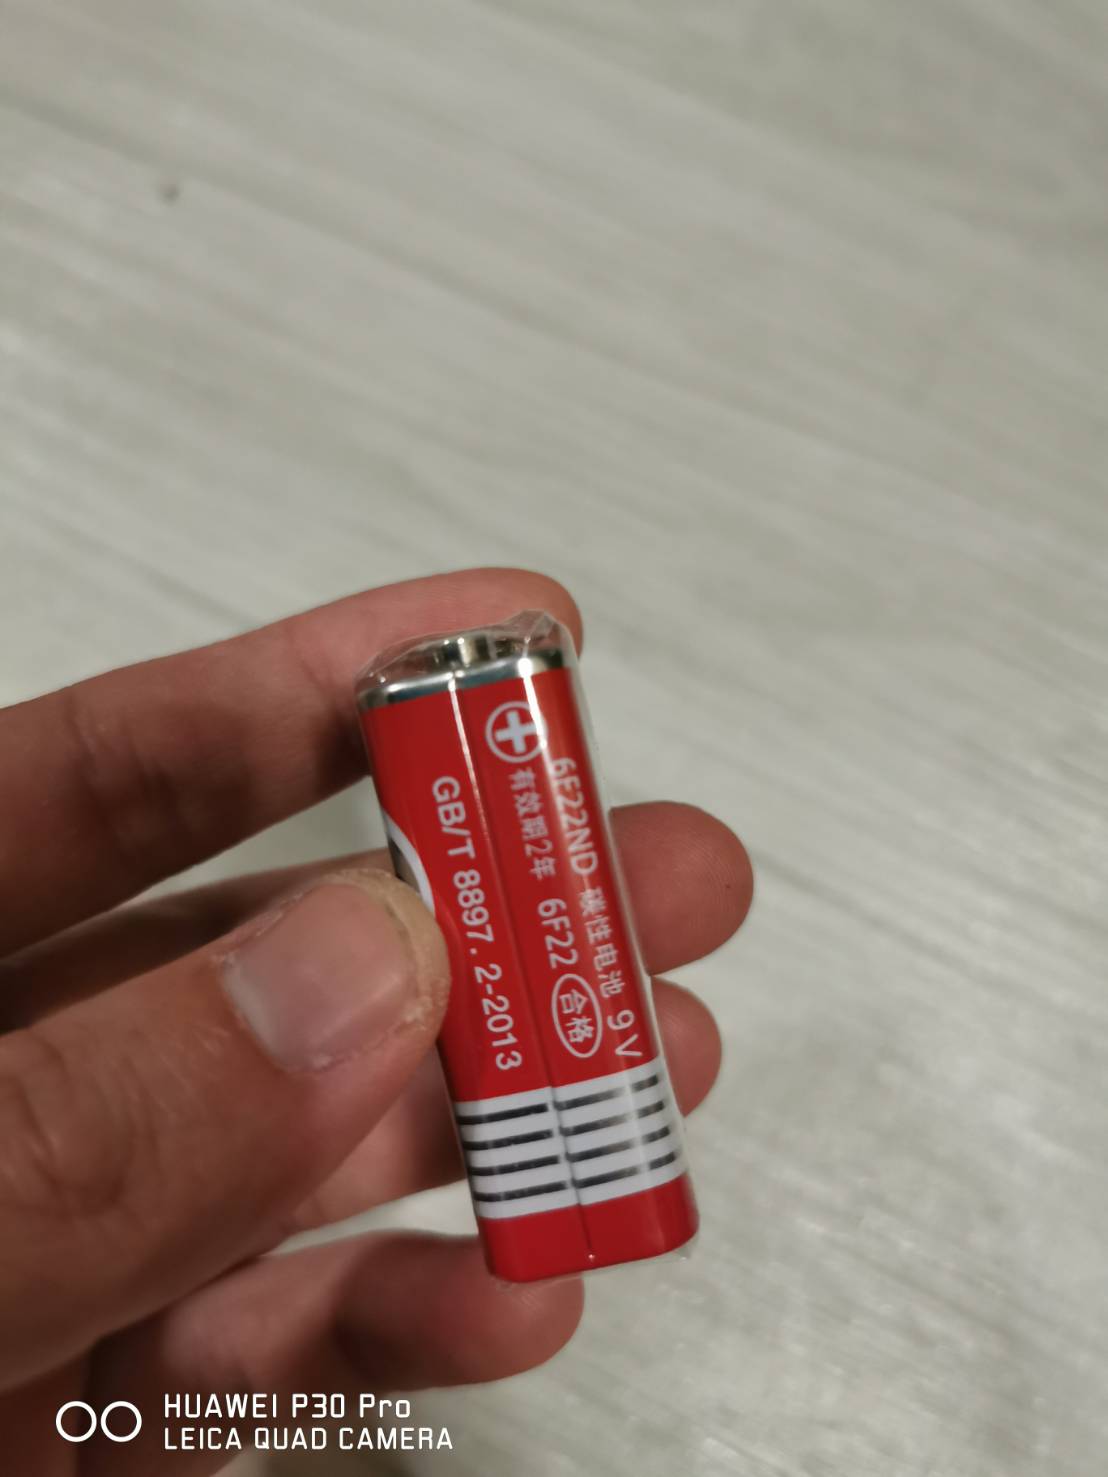 6F22ND 碳性电池 9V
有效期2年 6F22 合格
GB/T 8897.2-2013
HUAWEI P30 Pro
LEICA QUAD CAMERA